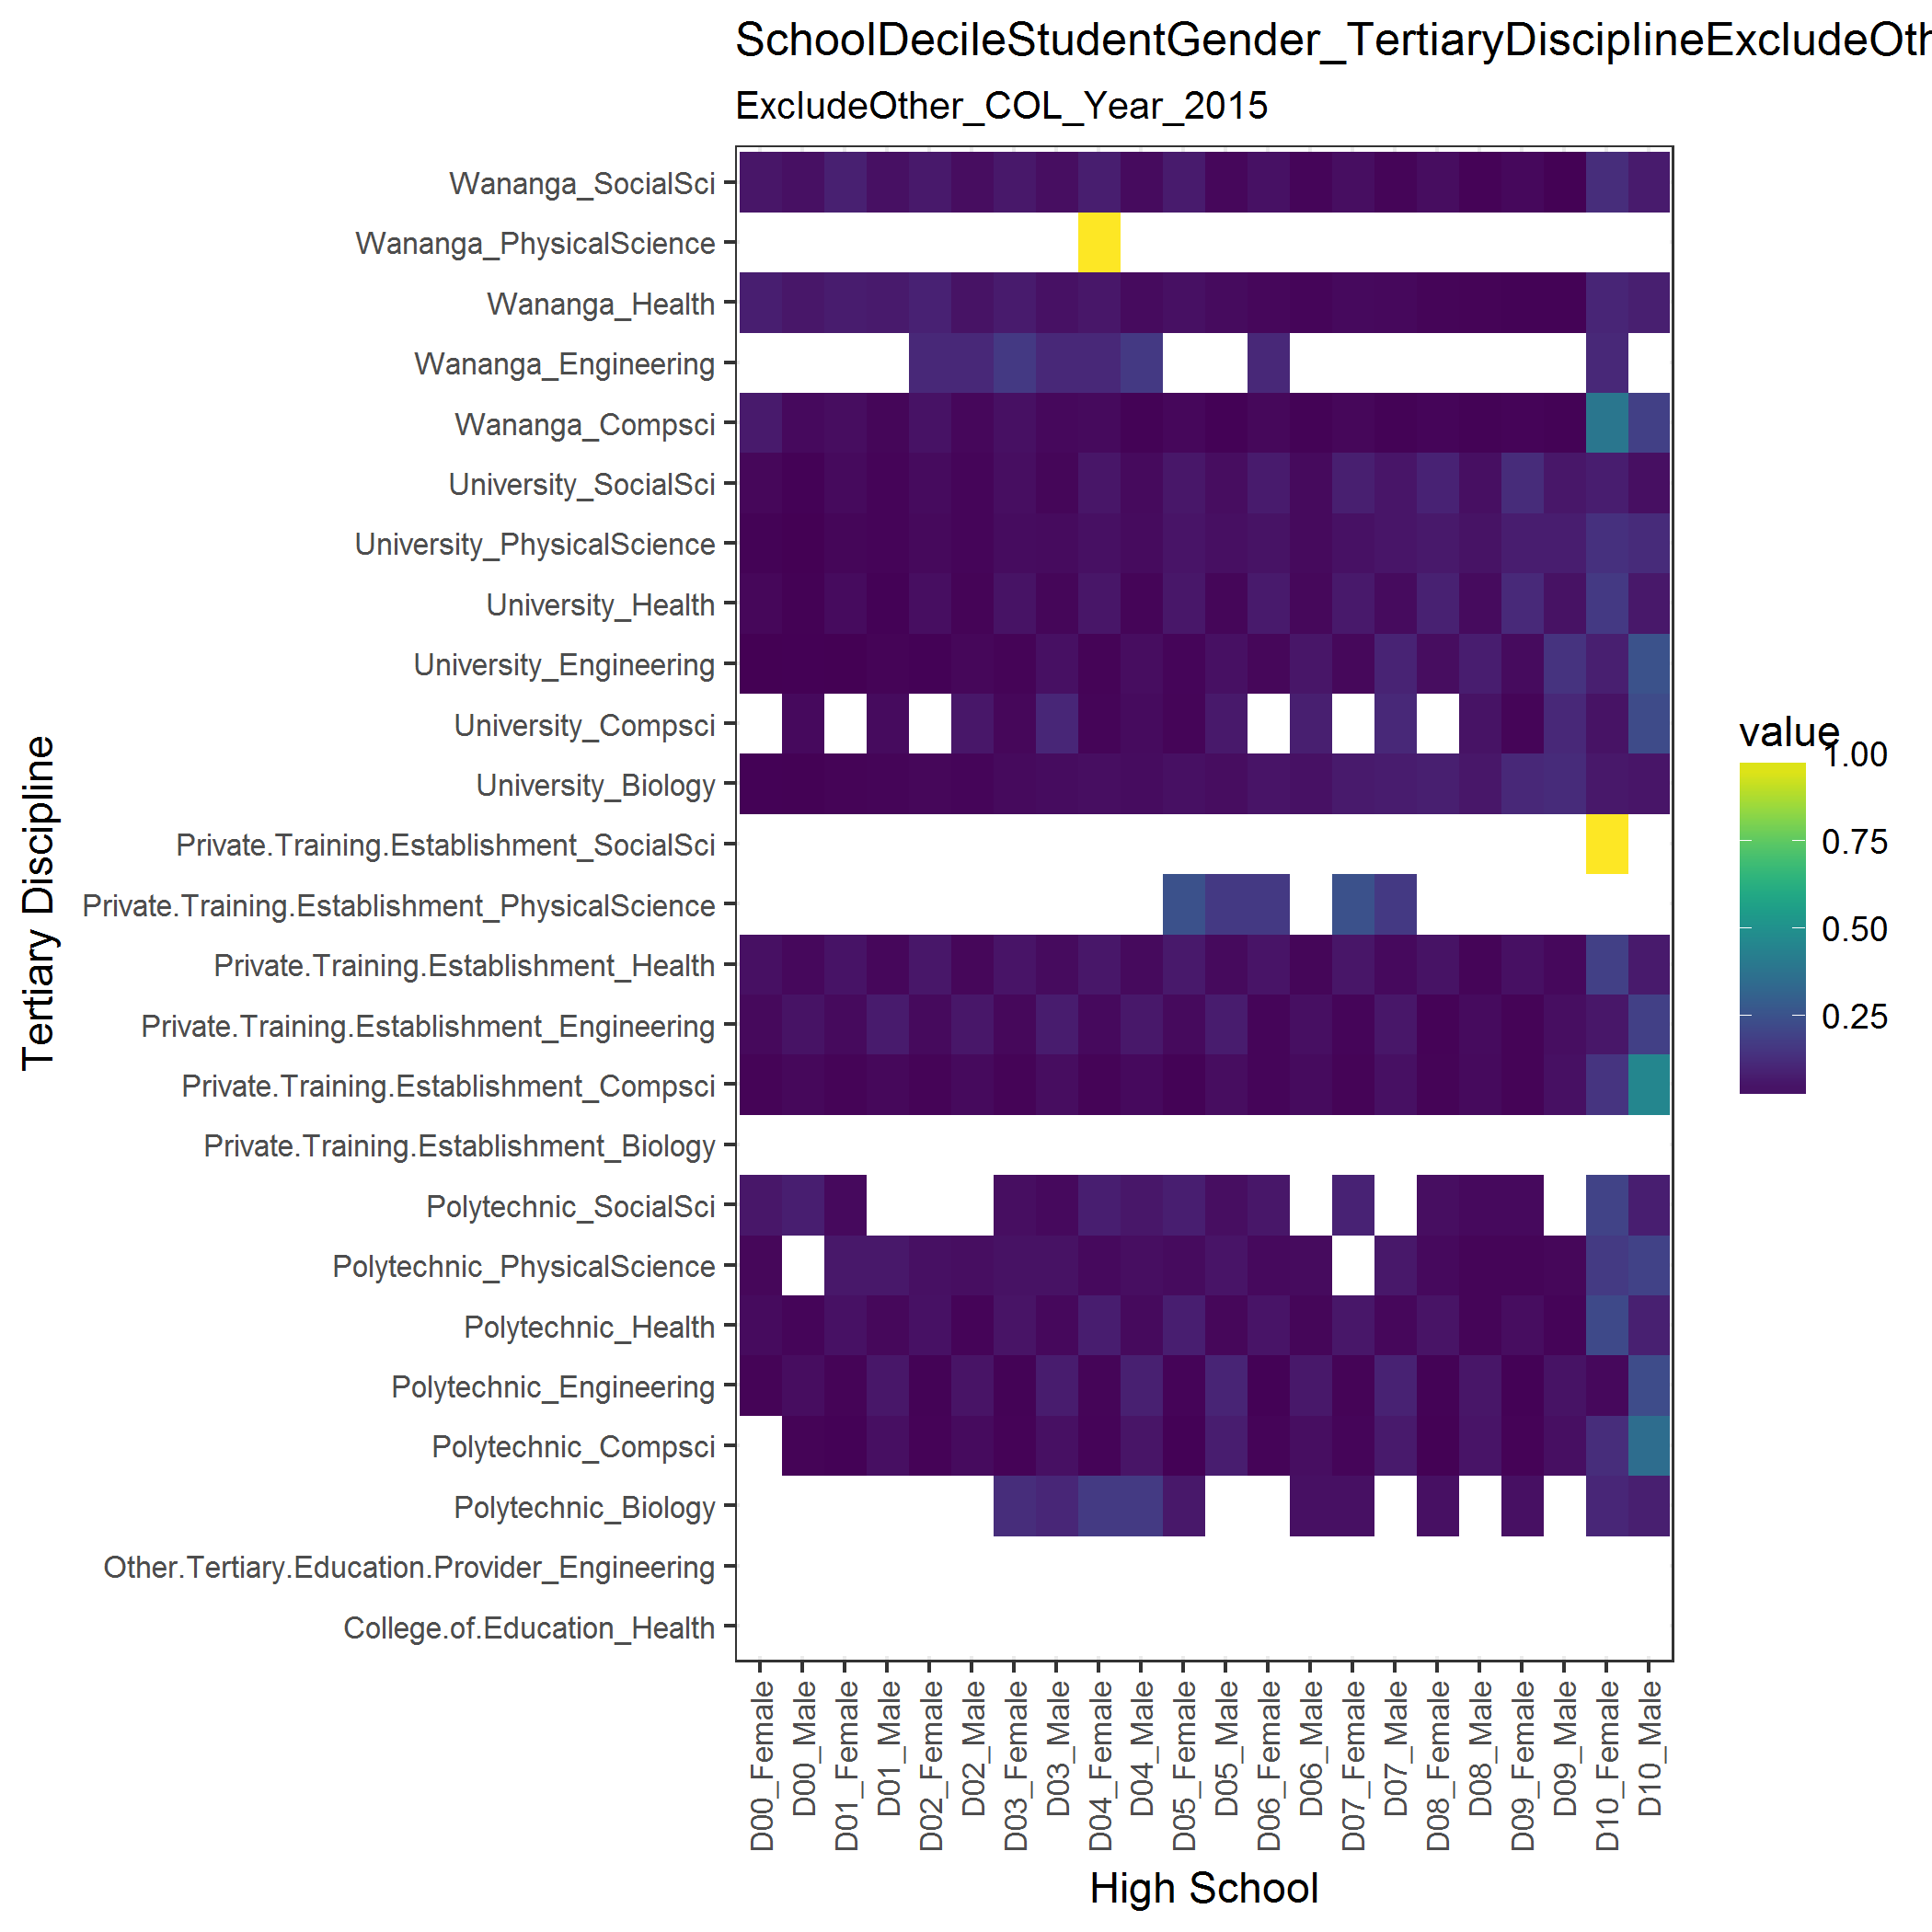 SchoolDecileStudentGender_TertiaryDisciplineExcludeOth
ExcludeOther_COL_Year_2015
Tertiary Discipline
Wananga_SocialSci
Wananga_PhysicalScience
Wananga_Health
Wananga_Engineering
Wananga_Compsci
University_SocialSci
University_PhysicalScience
University_Health
University_Engineering
University_Compsci
University_Biology
Private.Training.Establishment_SocialSci
Private.Training.Establishment_PhysicalScience
Private.Training.Establishment_Health
Private.Training.Establishment_Engineering
Private.Training.Establishment_Compsci
Private.Training.Establishment_Biology
Polytechnic_SocialSci
Polytechnic_PhysicalScience
Polytechnic_Health
Polytechnic_Engineering
Polytechnic_Compsci
Polytechnic_Biology
Other.Tertiary.Education.Provider_Engineering
College.of.Education_Health
D00_Female
D00_Male
D01_Female
D01_Male
D02_Female
D02_Male
D03_Female
D03_Male
D04_Female
D04_Male
D05_Female
D05_Male
D06_Female
D06_Male
D07_Female
D07_Male
D08_Female
D08_Male
D09_Female
D09_Male
D10_Female
D10_Male
High School
value
1.00
0.75
0.50
0.25